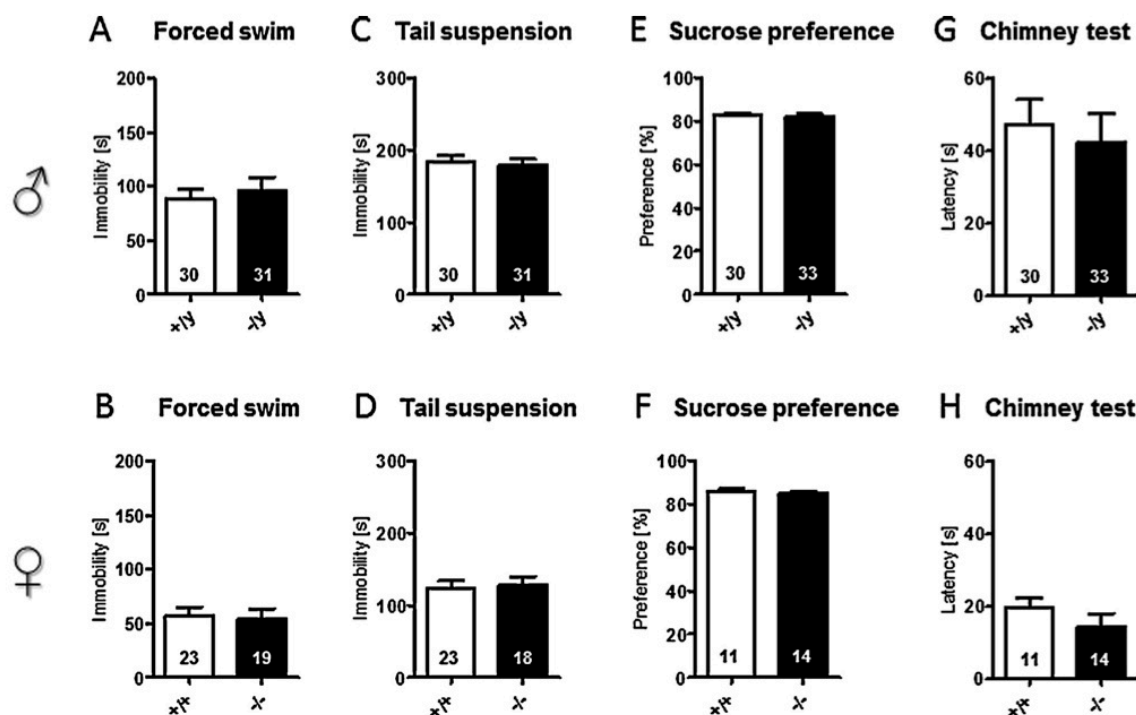 A Forced swim
Immobility [s]
200
150
100
50
0
30 31
+/y -/y
C Tail suspension
Immobility [s]
300
200
100
0
30 31
+/y -/y
E Sucrose preference
Preference [%]
100
80
60
40
20
0
30 33
+/y -/y
G Chimney test
Latency [s]
60
40
20
0
30 33
+/y -/y
♂
B Forced swim
Immobility [s]
200
150
100
50
0
23 19
+/+ -/-
D Tail suspension
Immobility [s]
300
200
100
0
23 18
+/+ -/-
F Sucrose preference
Preference [%]
100
80
60
40
20
0
11 14
+/+ -/-
H Chimney test
Latency [s]
60
40
20
0
11 14
+/+ -/-
♀